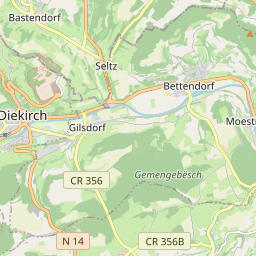 Bastendorf
Seltz
Bettendorf
Diekirch
Gilsdorf
Moest
CR 356
Gemengebësch
N 14
CR 356B